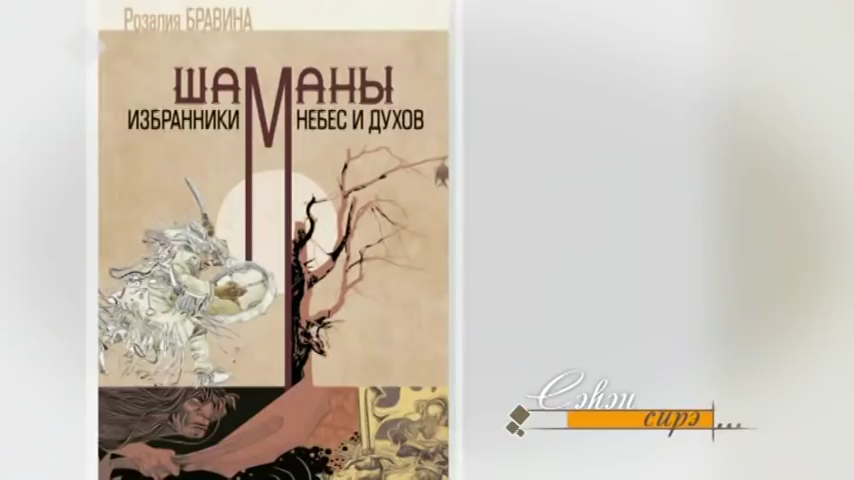 Розалия БРАВИНА
ШАМАНЫ
ИЗБРАННИКИ НЕБЕС И ДУХОВ
Сэһэн
сирэ